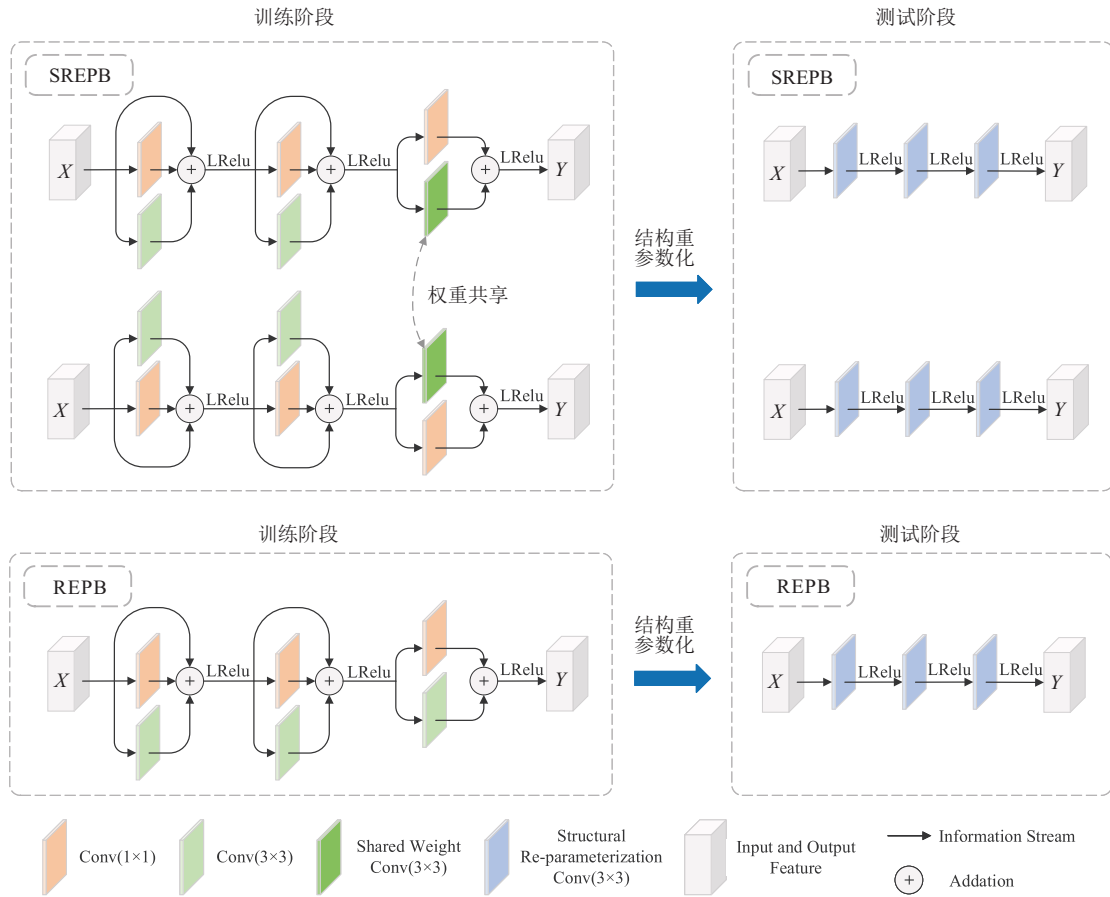 训练阶段
测试阶段
SREPB
SREPB
X
LRelu
LRelu
LRelu
Y
X
LRelu
LRelu
LRelu
Y
结构重
参数化
权重共享
X
LRelu
LRelu
LRelu
Y
X
LRelu
LRelu
LRelu
Y
训练阶段
测试阶段
REPB
REPB
X
LRelu
LRelu
LRelu
Y
结构重
参数化
X
LRelu
LRelu
LRelu
Y
Conv(1×1)
Conv(3×3)
Shared Weight
Conv(3×3)
Structural
Re-parameterization
Conv(3×3)
Input and Output
Feature
Information Stream
Addation